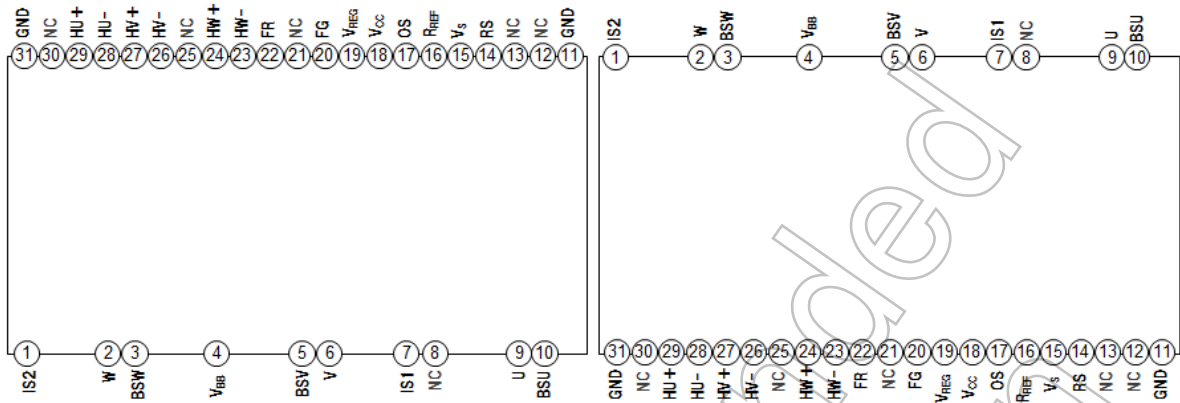 GND NC HU+ HU- HV+ HV- NC HW+ HW- FR NC FG VREG VCC OS RREF VS RS NC NC GND
31 30 29 28 27 26 25 24 23 22 21 20 19 18 17 16 15 14 13 12 11
1 2 3 4 5 6 7 8 9 10
IS2 W BSW VBB BSV V IS1 NC U BSU
IS2 W BSW VBB BSV V IS1 NC U BSU
1 2 3 4 5 6 7 8 9 10
31 30 29 28 27 26 25 24 23 22 21 20 19 18 17 16 15 14 13 12 11
GND NC HU+ HU- HV+ HV- NC HW+ HW- FR NC FG VREG VCC OS RREF VS RS NC NC GND
nded